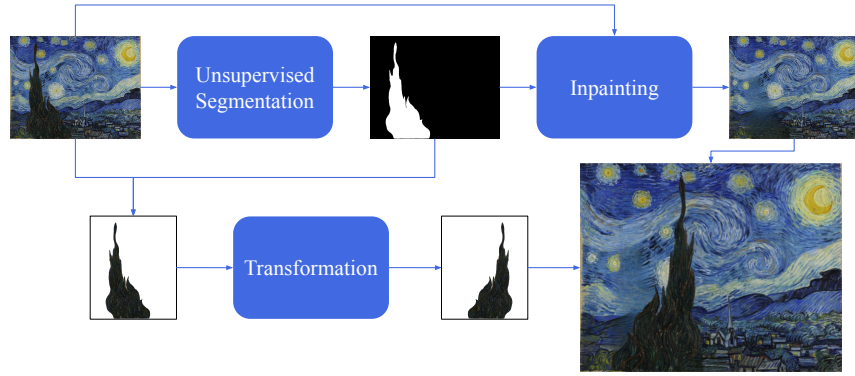 Unsupervised
Segmentation
Inpainting
Transformation